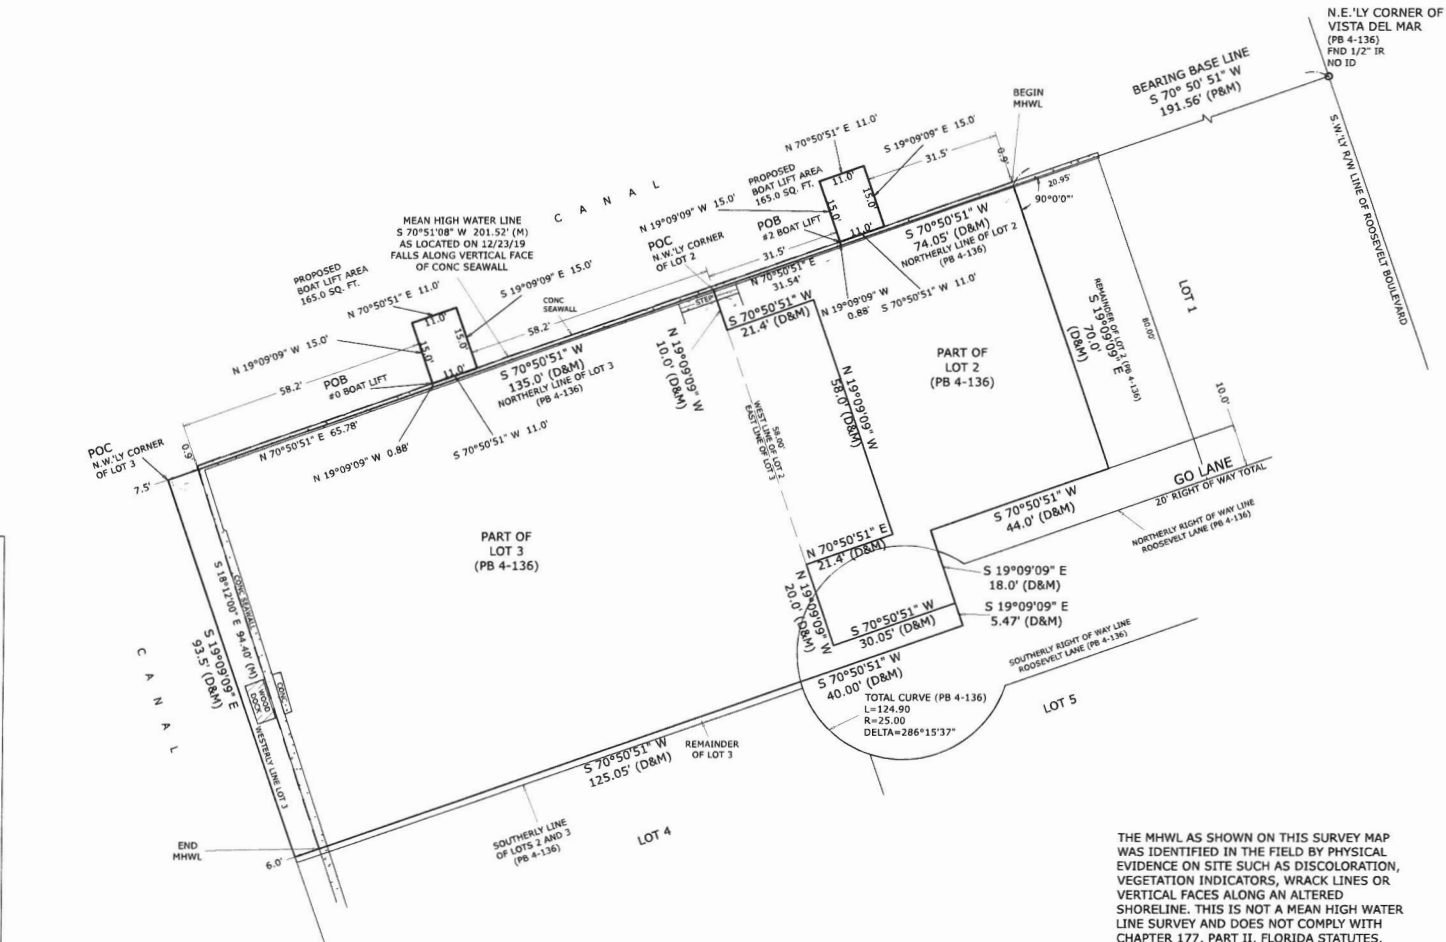 N.E.'LY CORNER OF
VISTA DEL MAR
(PB 4-136)
FND 1/2" IR
NO ID
BEARING BASE LINE
S 70° 50' 51" W
191.56' (P&M)
S.W.'LY R/W LINE OF ROOSEVELT BOULEVARD
BEGIN
MHWL
N 70°50'51" E 11.0'
S 19°09'09" E 15.0'
31.5'
0.9'
20.95'
90°0'0"
PROPOSED
BOAT LIFT AREA
165.0 SQ. FT.
11.0'
15.0'
15.0'
11.0'
N 19°09'09" W 15.0'
POB
#2 BOAT LIFT
CANAL
POC
N.W.'LY CORNER
OF LOT 2
31.5'
S 70°50'51" W
74.05' (D&M)
NORTHERLY LINE OF LOT 2
(PB 4-136)
N 70°50'51" E
31.54'
N 19°09'09" W
0.88'
S 70°50'51" W 11.0'
MEAN HIGH WATER LINE
S 70°51'08" W 201.52' (M)
AS LOCATED ON 12/23/19
FALLS ALONG VERTICAL FACE
OF CONC SEAWALL
PROPOSED
BOAT LIFT AREA
165.0 SQ. FT.
N 70°50'51" E 11.0'
S 19°09'09" E 15.0'
CONC
SEAWALL
11.0'
15.0'
15.0'
11.0'
58.2'
N 19°09'09" W 15.0'
58.2'
POB
#0 BOAT LIFT
S 70°50'51" W
135.0' (D&M)
NORTHERLY LINE OF LOT 3
(PB 4-136)
STEP
S 70°50'51" W
21.4' (D&M)
N 19°09'09" W
10.0' (D&M)
PART OF
LOT 2
(PB 4-136)
N 19°09'09" W
58.0' (D&M)
58.00'
WEST LINE OF LOT 2
EAST LINE OF LOT 3
S 19°09'09" E
70.0'
(D&M)
REMAINDER OF LOT 2 (PB 4-136)
80.00'
LOT 1
10.0'
POC
N.W.'LY CORNER
OF LOT 3
0.9'
7.5'
N 70°50'51" E 65.78'
N 19°09'09" W 0.88'
S 70°50'51" W 11.0'
PART OF
LOT 3
(PB 4-136)
GO LANE
20' RIGHT OF WAY TOTAL
S 70°50'51" W
44.0' (D&M)
NORTHERLY RIGHT OF WAY LINE
ROOSEVELT LANE (PB 4-136)
N 70°50'51" E
21.4' (D&M)
S 19°09'09" E
18.0' (D&M)
S 19°09'09" E
5.47' (D&M)
N 19°09'09" W
20.0' (D&M)
S 70°50'51" W
30.05' (D&M)
SOUTHERLY RIGHT OF WAY LINE
ROOSEVELT LANE (PB 4-136)
S 70°50'51" W
40.00' (D&M)
TOTAL CURVE (PB 4-136)
L=124.90
R=25.00
DELTA=286°15'37"
LOT 5
CONC SEAWALL
S 18°12'00" E 94.40' (M)
S 19°09'09" E
93.5' (D&M)
CANAL
WOOD
DOCK
CONC
WESTERLY LINE LOT 3
REMAINDER
OF LOT 3
S 70°50'51" W
125.05' (D&M)
END
MHWL
6.0'
SOUTHERLY LINE
OF LOTS 2 AND 3
(PB 4-136)
LOT 4
THE MHWL AS SHOWN ON THIS SURVEY MAP
WAS IDENTIFIED IN THE FIELD BY PHYSICAL
EVIDENCE ON SITE SUCH AS DISCOLORATION,
VEGETATION INDICATORS, WRACK LINES OR
VERTICAL FACES ALONG AN ALTERED
SHORELINE. THIS IS NOT A MEAN HIGH WATER
LINE SURVEY AND DOES NOT COMPLY WITH
CHAPTER 177, PART II, FLORIDA STATUTES.